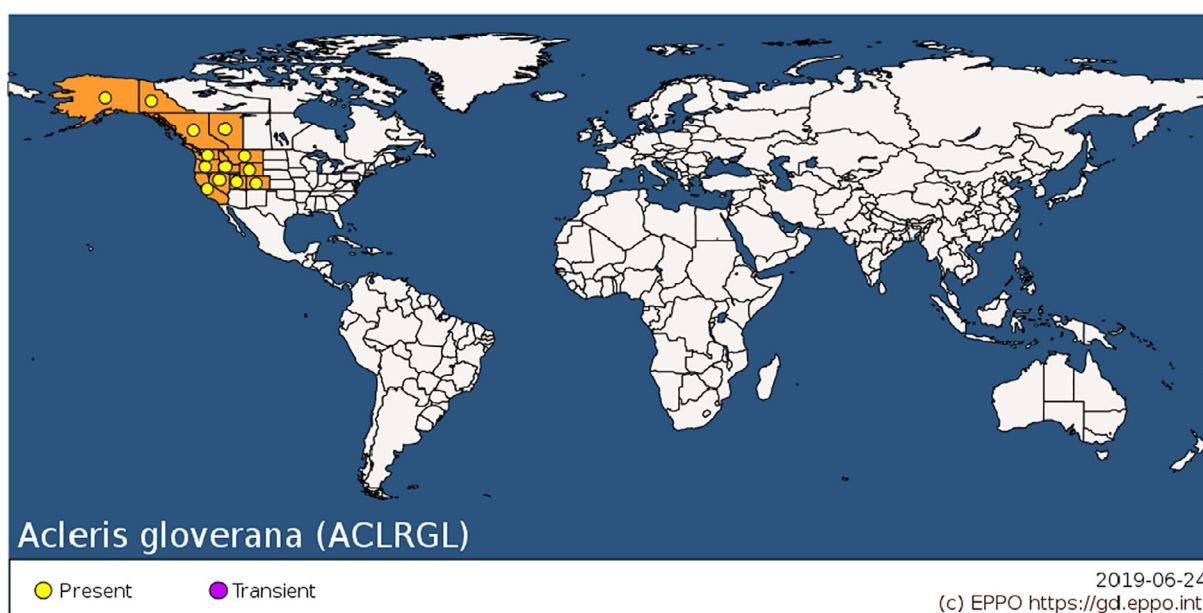 Acleris gloverana (ACLRGL)
Present
Transient
2019-06-24
(c) EPPO https://gd.eppo.int